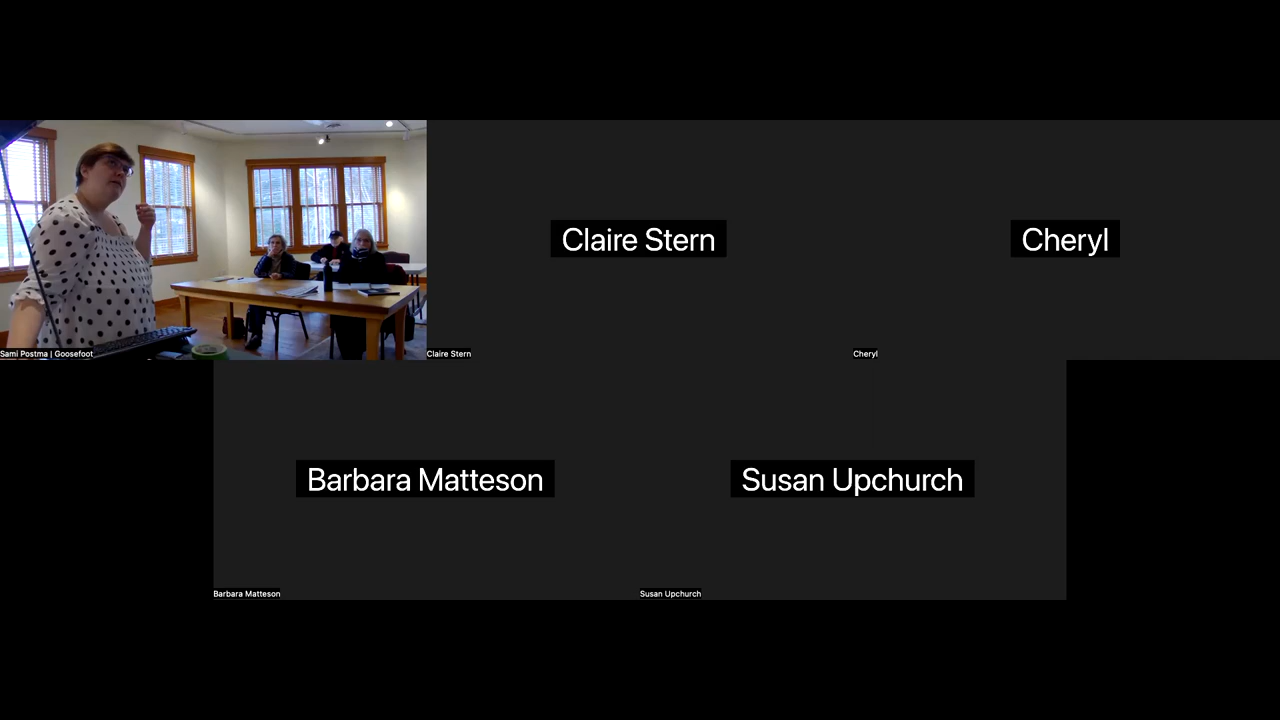 Claire Stern
Cheryl
Sami Postma | Goosefoot
Claire Stern
Cheryl
Barbara Matteson
Susan Upchurch
Barbara Matteson
Susan Upchurch